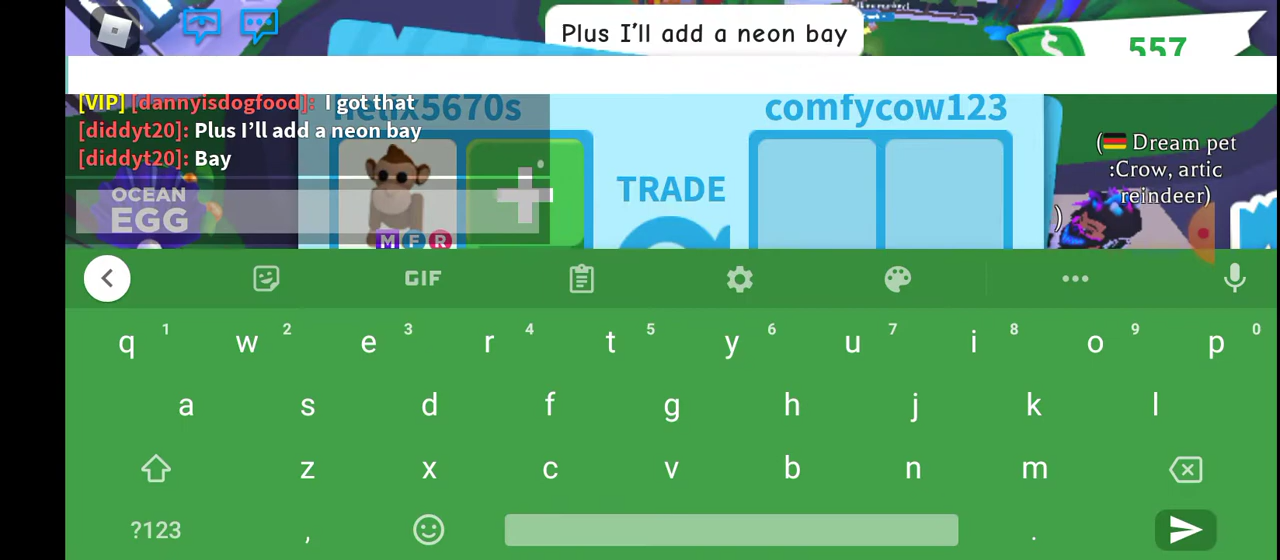 Plus I'll add a neon bay
557
[VIP] [dannyisdogfood]: I got that
[diddyt20]: Plus I'll add a neon bay
[diddyt20]: Bay
helix5670s
comfycow123
TRADE
(🇩🇪 Dream pet
:Crow, artic
reindeer)
)
OCEAN
EGG
M F R
GIF
q 1 w 2 e 3 r 4 t 5 y 6 u 7 i 8 o 9 p 0
a s d f g h j k l
z x c v b n m
?123 , .